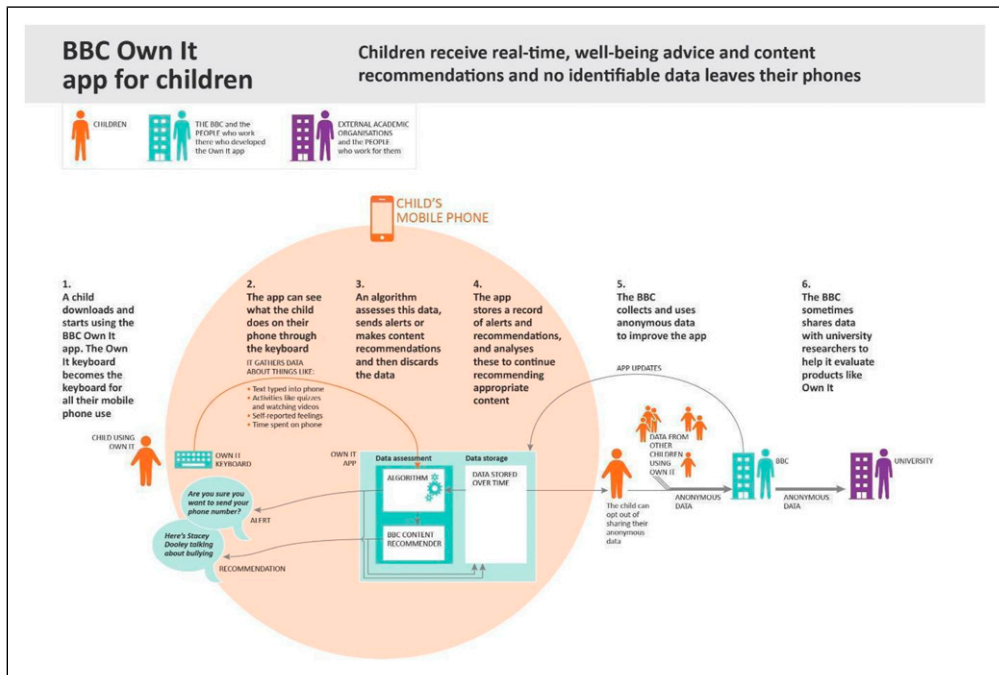 BBC Own It
app for children
Children receive real-time, well-being advice and content
recommendations and no identifiable data leaves their phones
CHILDREN
THE BBC and the
PEOPLE who work
there who developed
the Own It app
EXTERNAL ACADEMIC
ORGANISATIONS
and the PEOPLE
who work for them
CHILD'S
MOBILE PHONE
1.
A child
downloads and
starts using the
BBC Own It
app. The Own
It keyboard
becomes the
keyboard for
all their mobile
phone use
2.
The app can see
what the child
does on their
phone through
the keyboard
IT GATHERS DATA
ABOUT THINGS LIKE:
• Text typed into phone
• Activities like quizzes
and watching videos
• Self-reported feelings
• Time spent on phone
3.
An algorithm
assesses this data,
sends alerts or
makes content
recommendations
and then discards
the data
4.
The app
stores a record
of alerts and
recommendations,
and analyses
these to continue
recommending
appropriate
content
5.
The BBC
collects and uses
anonymous data
to improve the app
6.
The BBC
sometimes
shares data
with university
researchers to
help it evaluate
products like
Own It
APP UPDATES
CHILD USING
OWN IT
OWN IT
KEYBOARD
OWN IT
APP
Data assessment
Data storage
ALGORITHM
DATA STORED
OVER TIME
BBC CONTENT
RECOMMENDER
Are you sure you
want to send your
phone number?
ALERT
Here's Stacey
Dooley talking
about bullying
RECOMMENDATION
The child can
opt out of
sharing their
anonymous
data
DATA FROM
OTHER
CHILDREN
USING
OWN IT
ANONYMOUS
DATA
BBC
ANONYMOUS
DATA
UNIVERSITY